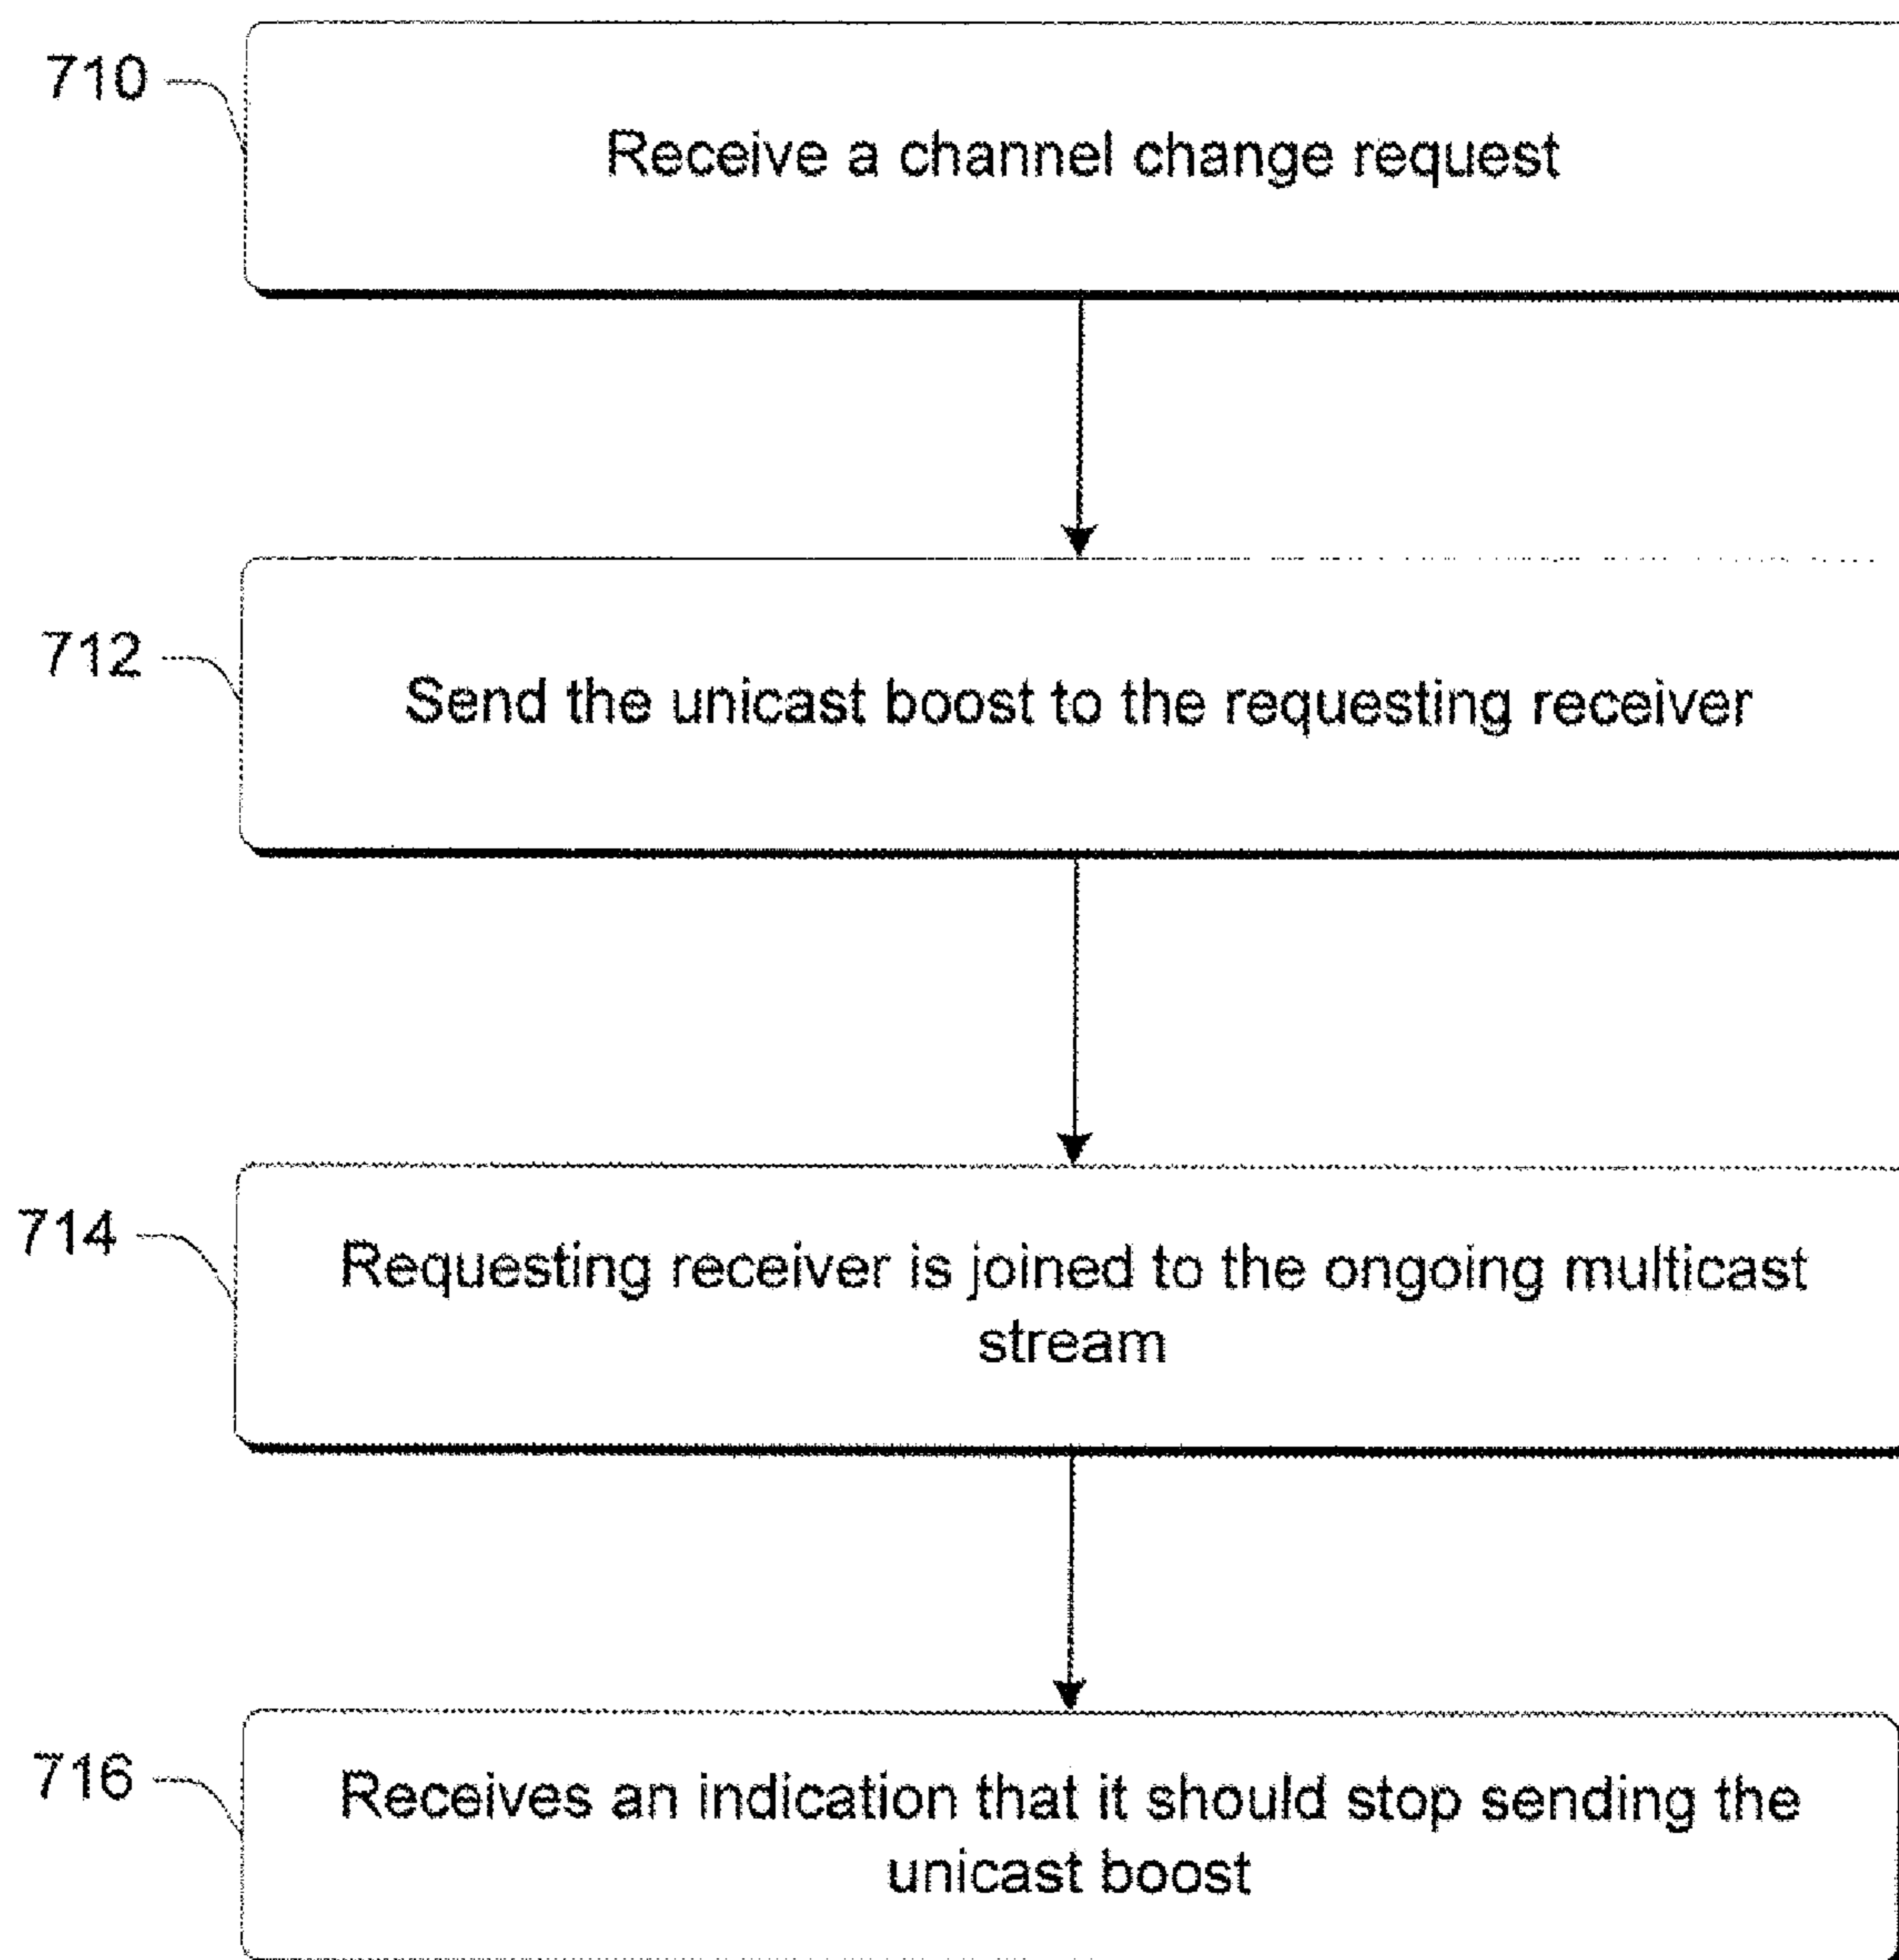 710
Receive a channel change request
712
Send the unicast boost to the requesting receiver
714
Requesting receiver is joined to the ongoing multicast
stream
716
Receives an indication that it should stop sending the
unicast boost